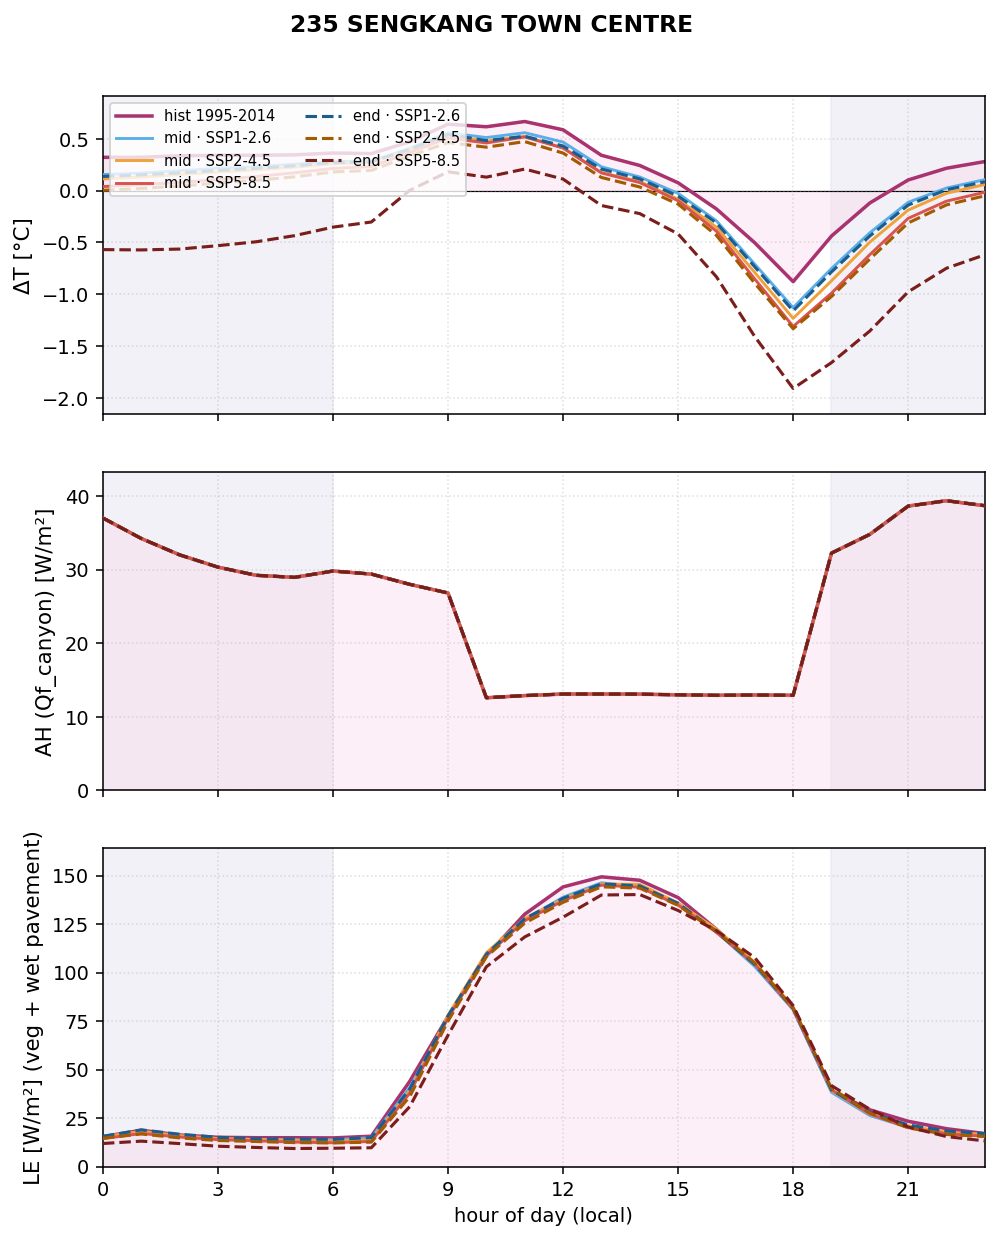 235 SENGKANG TOWN CENTRE
hist 1995-2014
mid · SSP1-2.6
mid · SSP2-4.5
mid · SSP5-8.5
end · SSP1-2.6
end · SSP2-4.5
end · SSP5-8.5
ΔT [°C]
0.5
0.0
−0.5
−1.0
−1.5
−2.0
AH (Qf_canyon) [W/m²]
40
30
20
10
0
LE [W/m²] (veg + wet pavement)
150
125
100
75
50
25
0
0 3 6 9 12 15 18 21
hour of day (local)